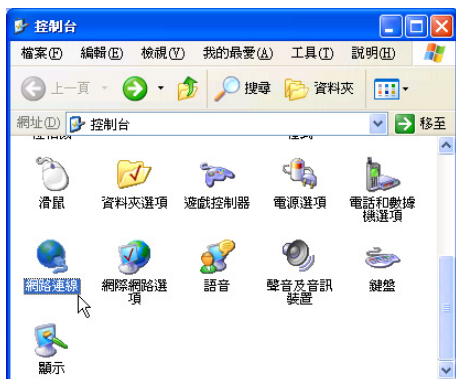 控制台
檔案(F) 編輯(E) 檢視(V) 我的最愛(A) 工具(T) 說明(H)
上一頁 搜尋 資料夾
網址(D) 控制台 移至
滑鼠 資料夾選項 遊戲控制器 電源選項 電話和數據
機選項
網路連線 網際網路選 語音 聲音及音訊 鍵盤
項 裝置
顯示